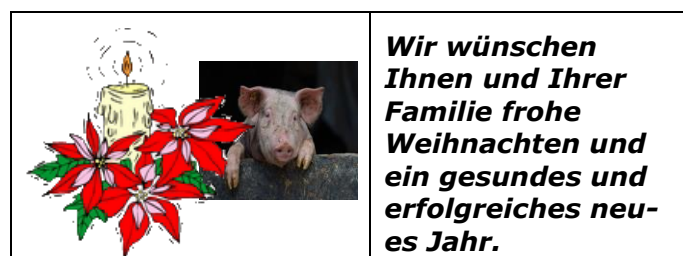 Wir wünschen
Ihnen und Ihrer
Familie frohe
Weihnachten und
ein gesundes und
erfolgreiches neu-
es Jahr.